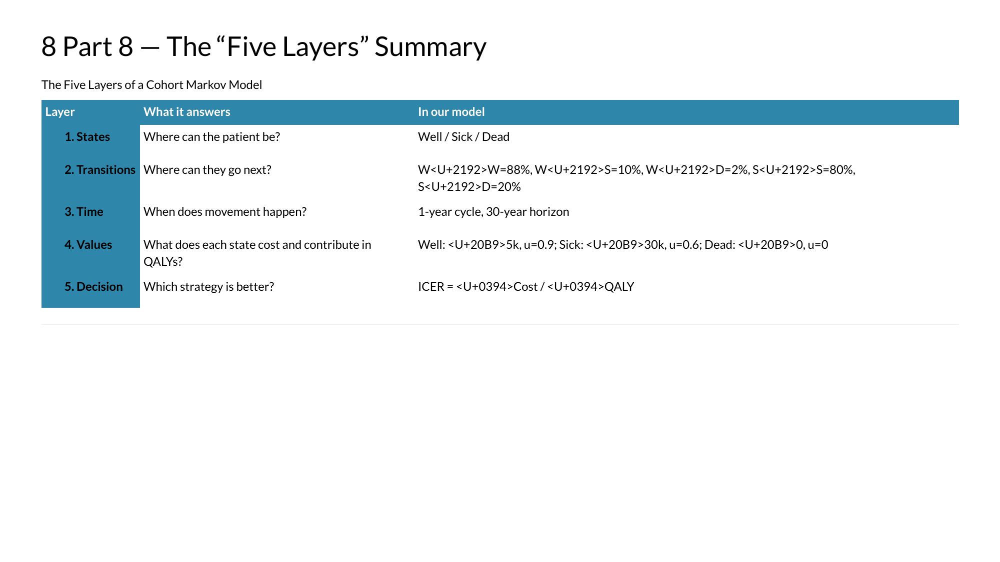 8 Part 8 — The “Five Layers” Summary
The Five Layers of a Cohort Markov Model
Layer What it answers In our model
1. States Where can the patient be? Well / Sick / Dead
2. Transitions Where can they go next? W<U+2192>W=88%, W<U+2192>S=10%, W<U+2192>D=2%, S<U+2192>S=80%,
S<U+2192>D=20%
3. Time When does movement happen? 1-year cycle, 30-year horizon
4. Values What does each state cost and contribute in Well: <U+20B9>5k, u=0.9; Sick: <U+20B9>30k, u=0.6; Dead: <U+20B9>0, u=0
QALYs?
5. Decision Which strategy is better? ICER = <U+0394>Cost / <U+0394>QALY